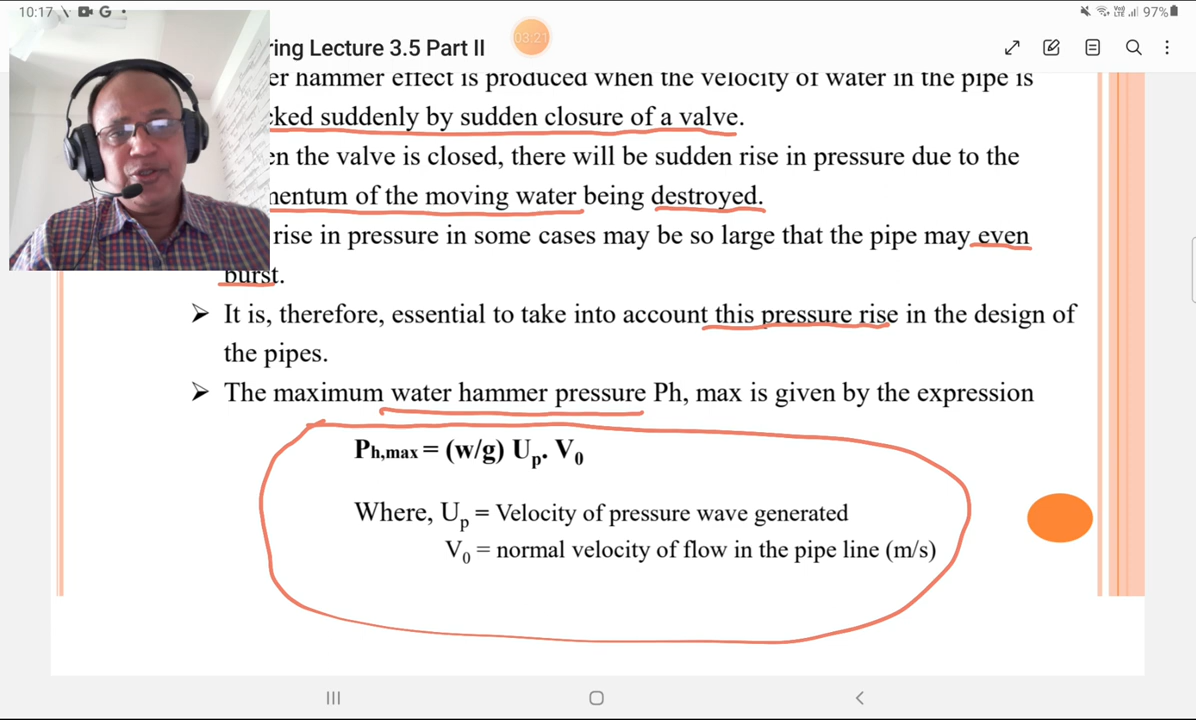 10:17 G 97%
ring Lecture 3.5 Part II
03:21
er hammer effect is produced when the velocity of water in the pipe is
cked suddenly by sudden closure of a valve.
en the valve is closed, there will be sudden rise in pressure due to the
mentum of the moving water being destroyed.
rise in pressure in some cases may be so large that the pipe may even
burst.
➢ It is, therefore, essential to take into account this pressure rise in the design of
the pipes.
➢ The maximum water hammer pressure Ph, max is given by the expression
Ph,max = (w/g) Up. V0
Where, Up = Velocity of pressure wave generated
V0 = normal velocity of flow in the pipe line (m/s)